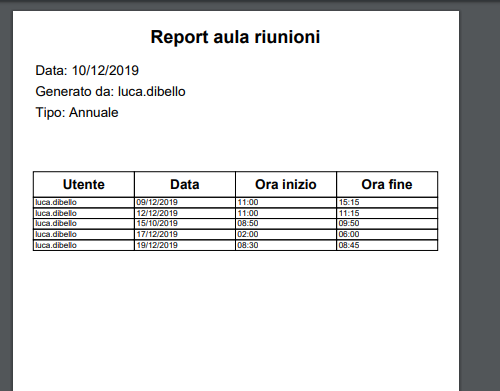 Report aula riunioni
Data: 10/12/2019
Generato da: luca.dibello
Tipo: Annuale
Utente Data Ora inizio Ora fine
luca.dibello 09/12/2019 11:00 15:15
luca.dibello 12/12/2019 11:00 11:15
luca.dibello 15/10/2019 08:50 09:50
luca.dibello 17/12/2019 02:00 06:00
luca.dibello 19/12/2019 08:30 08:45